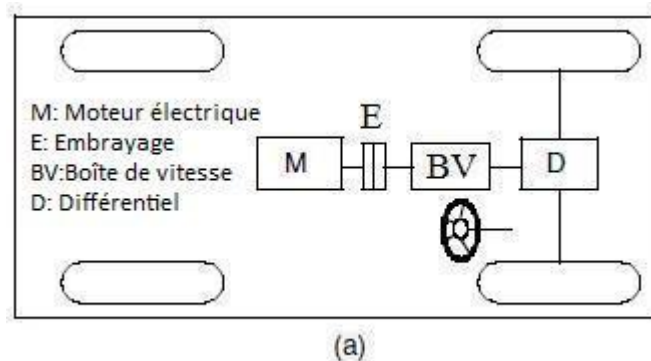 M: Moteur électrique
E: Embrayage
BV:Boîte de vitesse
D: Différentiel
E
M
BV
D
(a)